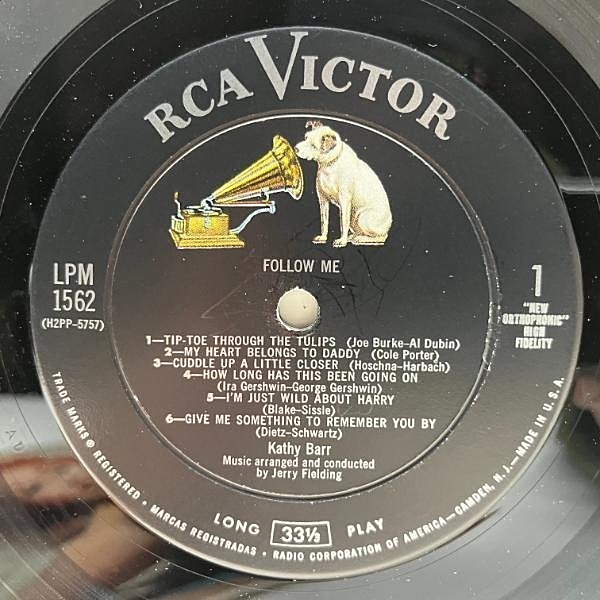 RCA VICTOR
FOLLOW ME
LPM
1562
(H2PP-5757)
1
"NEW
ORTHOPHONIC"
HIGH
FIDELITY
1—TIP-TOE THROUGH THE TULIPS (Joe Burke-Al Dubin)
2—MY HEART BELONGS TO DADDY (Cole Porter)
3—CUDDLE UP A LITTLE CLOSER (Hoschna-Harbach)
4—HOW LONG HAS THIS BEEN GOING ON
(Ira Gershwin-George Gershwin)
5—I'M JUST WILD ABOUT HARRY
(Blake-Sissle)
6—GIVE ME SOMETHING TO REMEMBER YOU BY
(Dietz-Schwartz)
Kathy Barr
Music arranged and conducted
by Jerry Fielding
LONG 33⅓ PLAY
TRADE MARKS ® REGISTERED • MARCAS REGISTRADAS • RADIO CORPORATION OF AMERICA—CAMDEN, N. J.—MADE IN U.S.A.